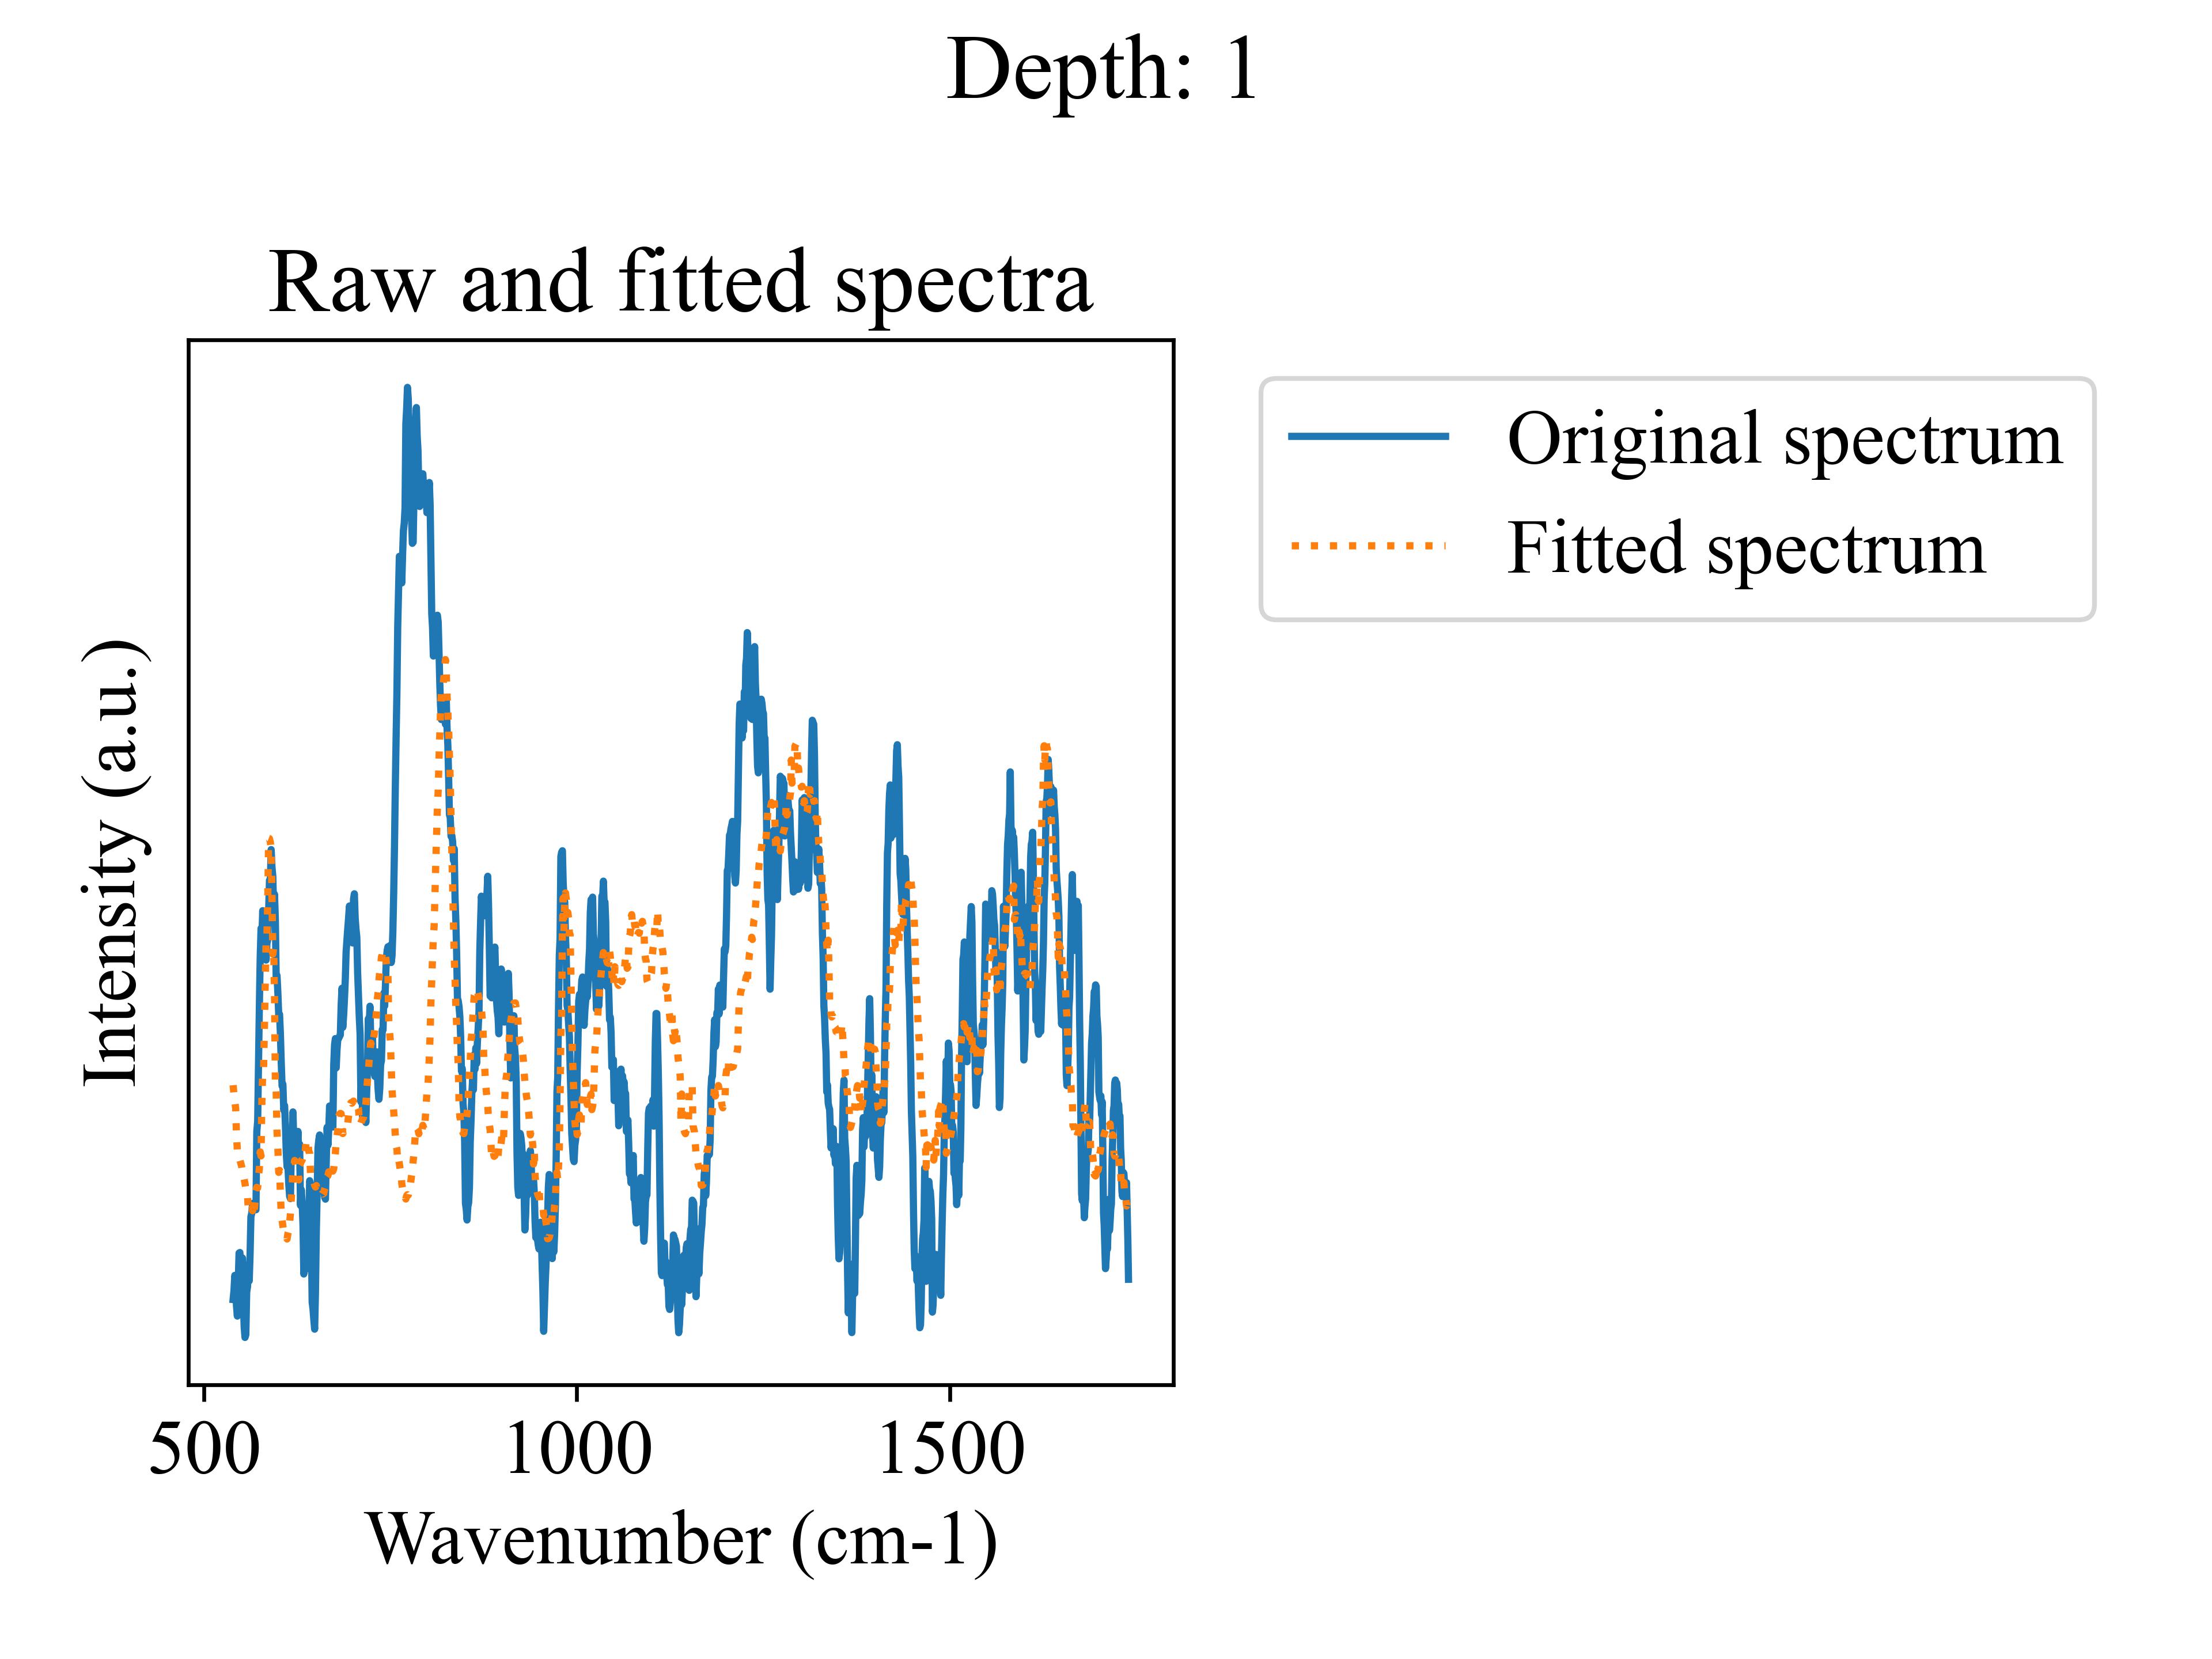 Depth: 1
Raw and fitted spectra
Original spectrum
Fitted spectrum
Intensity (a.u.)
500 1000 1500
Wavenumber (cm-1)